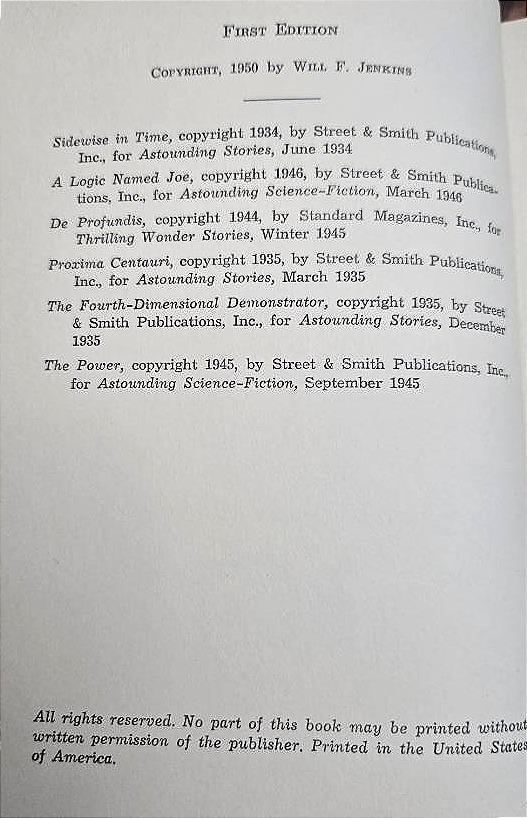 FIRST EDITION
COPYRIGHT, 1950 by WILL F. JENKINS
Sidewise in Time, copyright 1934, by Street & Smith Publications,
Inc., for Astounding Stories, June 1934
A Logic Named Joe, copyright 1946, by Street & Smith Publica-
tions, Inc., for Astounding Science-Fiction, March 1946
De Profundis, copyright 1944, by Standard Magazines, Inc., for
Thrilling Wonder Stories, Winter 1945
Proxima Centauri, copyright 1935, by Street & Smith Publications,
Inc., for Astounding Stories, March 1935
The Fourth-Dimensional Demonstrator, copyright 1935, by Street
& Smith Publications, Inc., for Astounding Stories, December
1935
The Power, copyright 1945, by Street & Smith Publications, Inc.,
for Astounding Science-Fiction, September 1945
All rights reserved. No part of this book may be printed without
written permission of the publisher. Printed in the United States
of America.